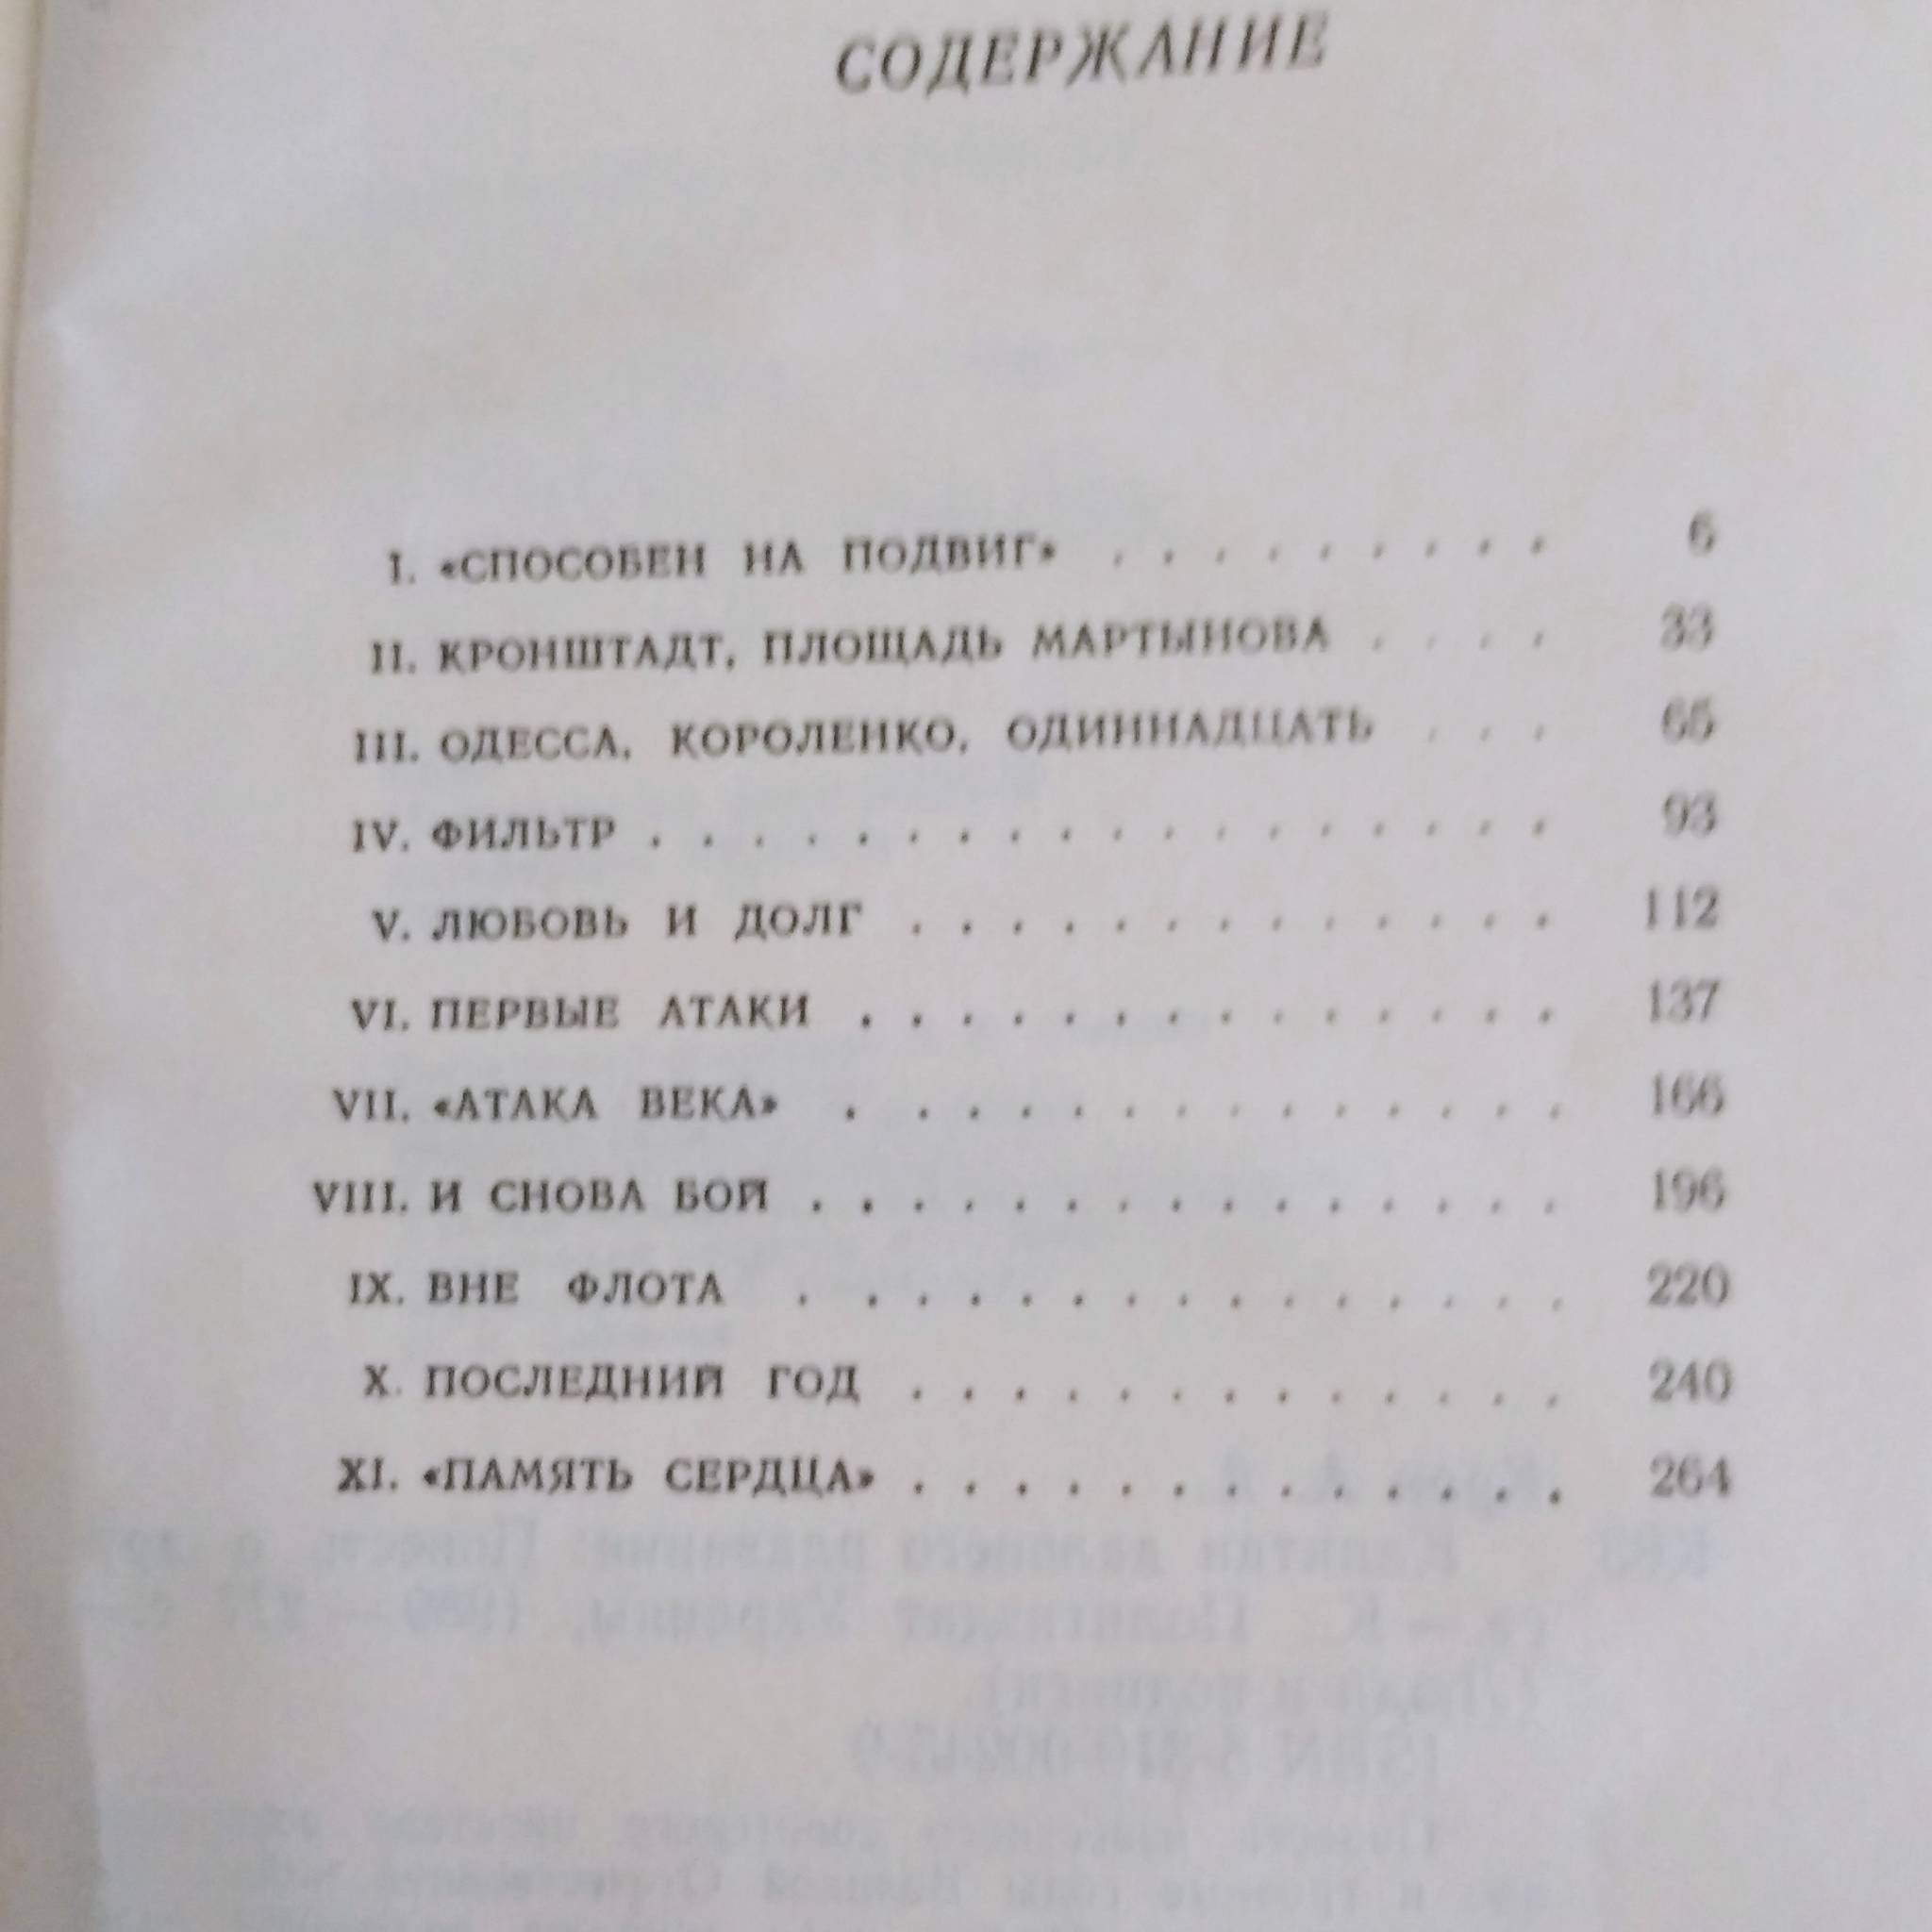 СОДЕРЖАНИЕ
I. «СПОСОБЕН НА ПОДВИГ» . . . . . . . . . 6
II. КРОНШТАДТ, ПЛОЩАДЬ МАРТЫНОВА . . . . 33
III. ОДЕССА, КОРОЛЕНКО, ОДИННАДЦАТЬ . . . 65
IV. ФИЛЬТР . . . . . . . . . . . . . . . . . . 93
V. ЛЮБОВЬ И ДОЛГ . . . . . . . . . . . . . 112
VI. ПЕРВЫЕ АТАКИ . . . . . . . . . . . . . . 137
VII. «АТАКА ВЕКА» . . . . . . . . . . . . . . 166
VIII. И СНОВА БОЙ . . . . . . . . . . . . . . . 196
IX. ВНЕ ФЛОТА . . . . . . . . . . . . . . . 220
X. ПОСЛЕДНИЙ ГОД . . . . . . . . . . . . . 240
XI. «ПАМЯТЬ СЕРДЦА» . . . . . . . . . . . . . 264